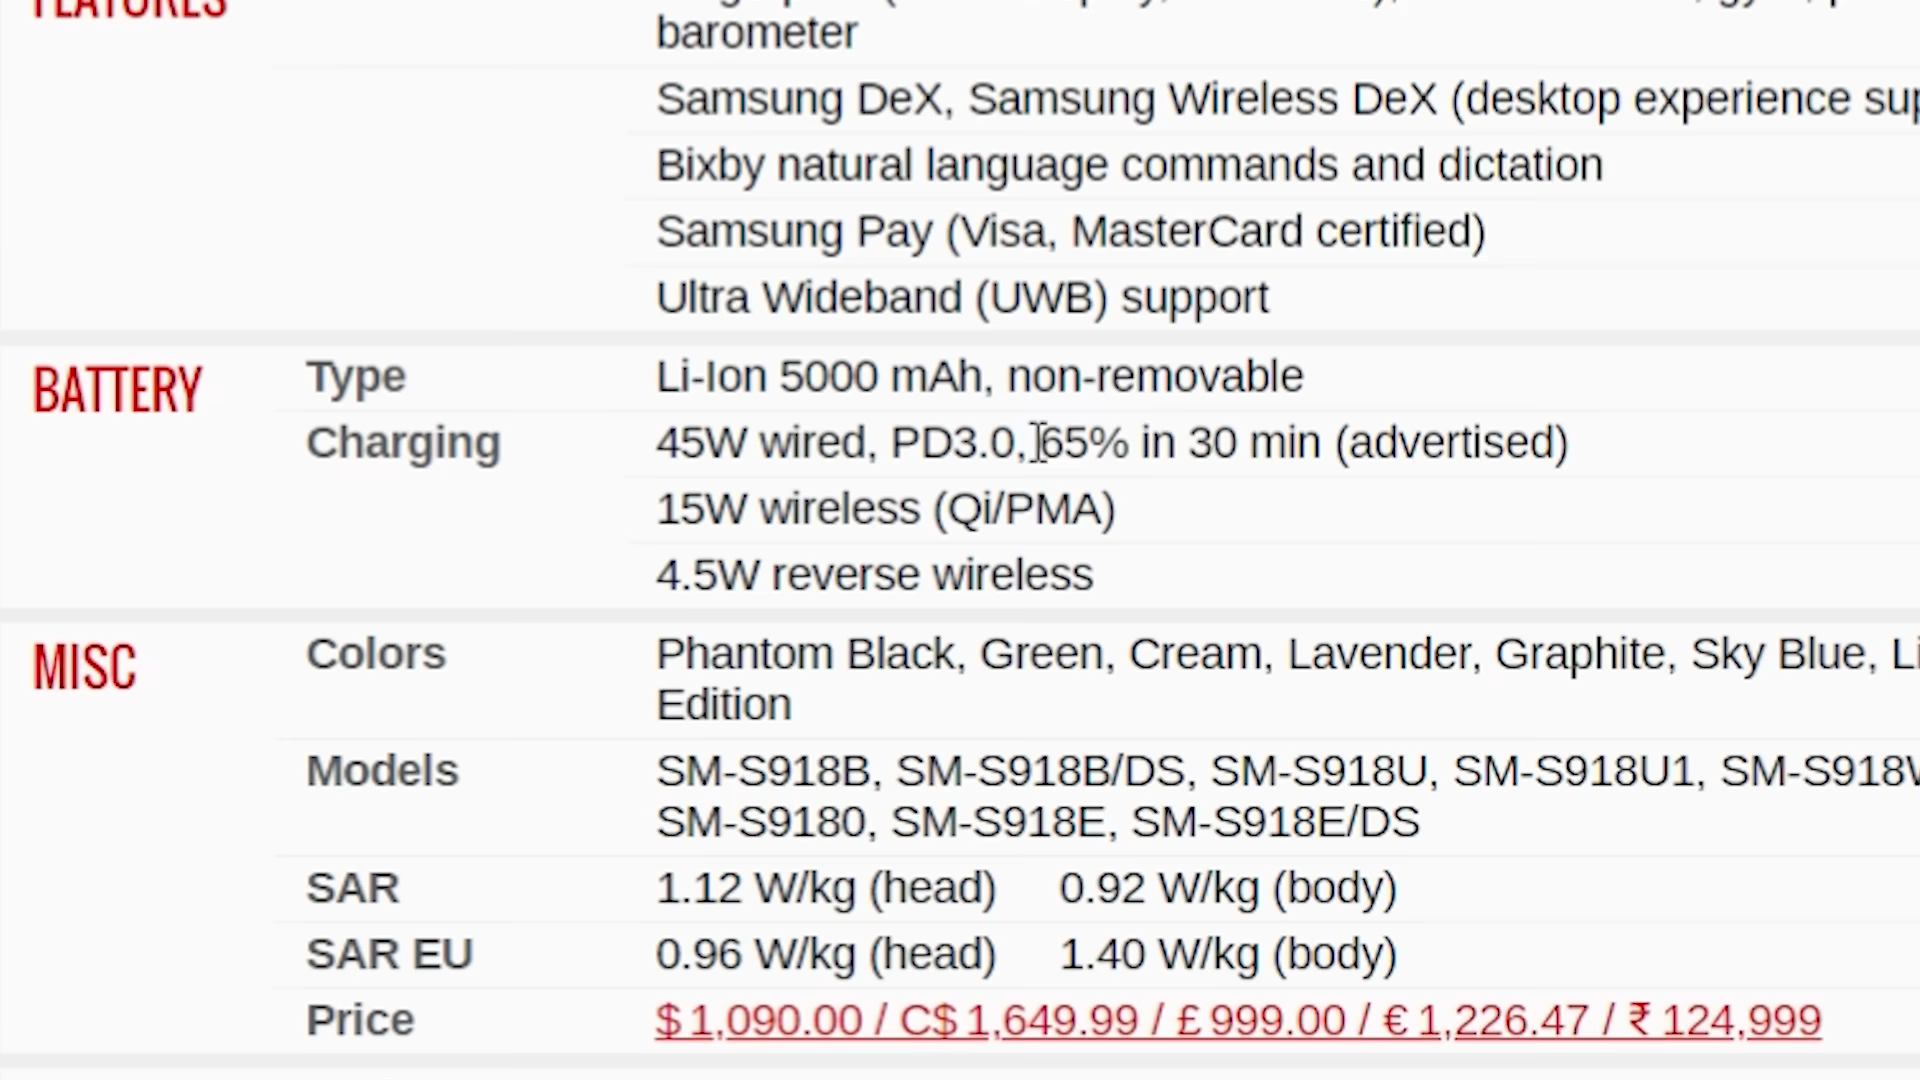 FEATURES
barometer
Samsung DeX, Samsung Wireless DeX (desktop experience
Bixby natural language commands and dictation
Samsung Pay (Visa, MasterCard certified)
Ultra Wideband (UWB) support
BATTERY Type Li-Ion 5000 mAh, non-removable
Charging 45W wired, PD3.0, 65% in 30 min (advertised)
15W wireless (Qi/PMA)
4.5W reverse wireless
MISC Colors Phantom Black, Green, Cream, Lavender, Graphite, Sky Blue,
Edition
Models SM-S918B, SM-S918B/DS, SM-S918U, SM-S918U1,
SM-S9180, SM-S918E, SM-S918E/DS
SAR 1.12 W/kg (head) 0.92 W/kg (body)
SAR EU 0.96 W/kg (head) 1.40 W/kg (body)
Price $ 1,090.00 / C$ 1,649.99 / £ 999.00 / € 1,226.47 / ₹ 124,999